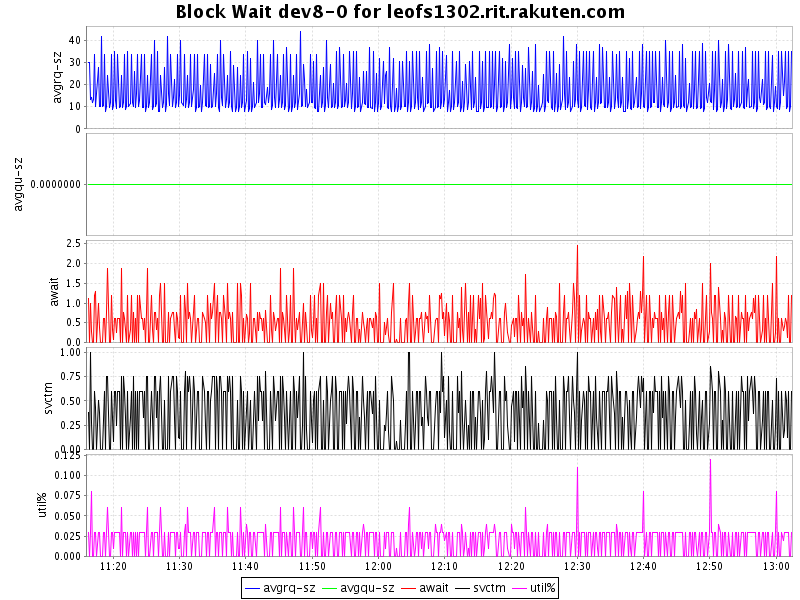 Block Wait dev8-0 for leofs1302.rit.rakuten.com
avgrq-sz
40
30
20
10
0
avgqu-sz
0.0000000
await
2.5
2.0
1.5
1.0
0.5
0.0
svctm
1.00
0.75
0.50
0.25
0.00
util%
0.125
0.100
0.075
0.050
0.025
0.000
11:20 11:30 11:40 11:50 12:00 12:10 12:20 12:30 12:40 12:50 13:00
avgrq-sz avgqu-sz await svctm util%